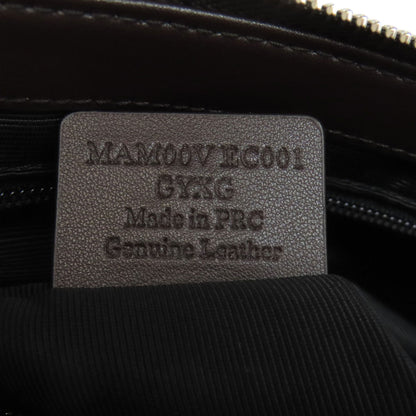 MAM00V EC001
GYXG
Made in PRC
Genuine Leather